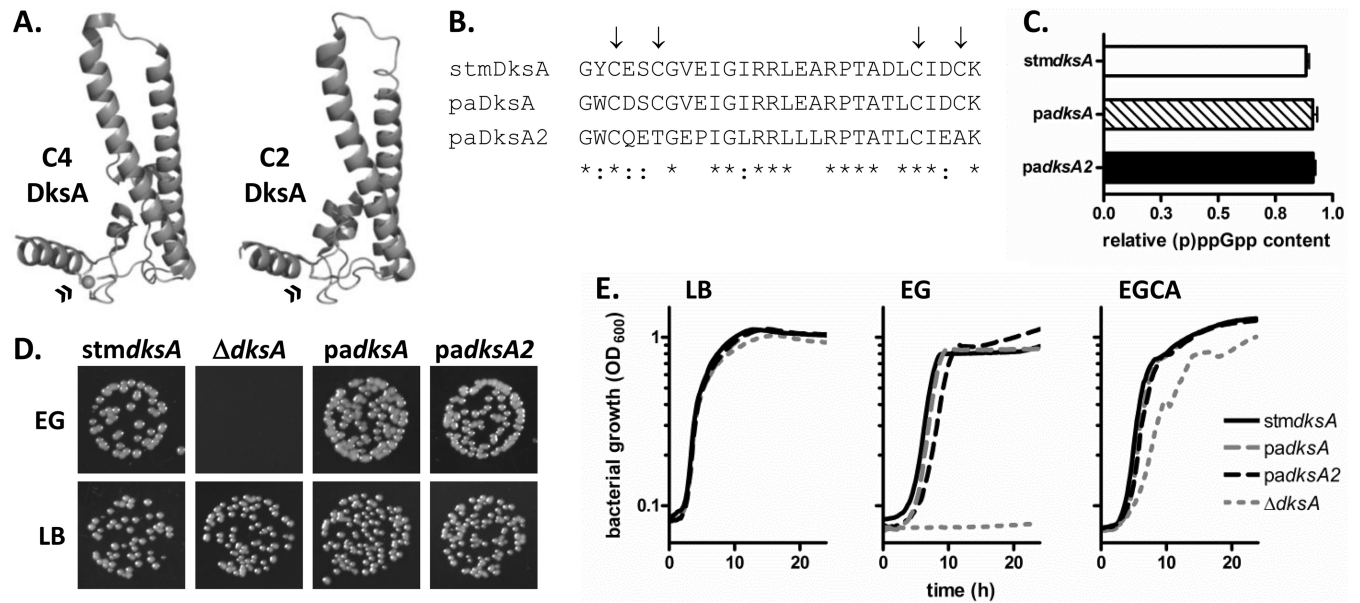 A.
C4
DksA
C2
DksA
B.
stmDksA GYCESCGVEIGIRRLEARPTADLCIDCK
paDksA GWCDSCGVEIGIRRLEARPTATLCIDCK
paDksA2 GWCQETGEPIGLRRLLLRPTATLCIEAK
*:*:: * **:*** ***** ***: *
C.
stmdksA
padksA
padksA2
0.0 0.3 0.5 0.8 1.0
relative (p)ppGpp content
D.
stmdksA ΔdksA padksA padksA2
EG
LB
E.
LB EG EGCA
bacterial growth (OD600)
1
0.1
0 10 20
0 10 20
0 10 20
time (h)
stmdksA
padksA
padksA2
ΔdksA